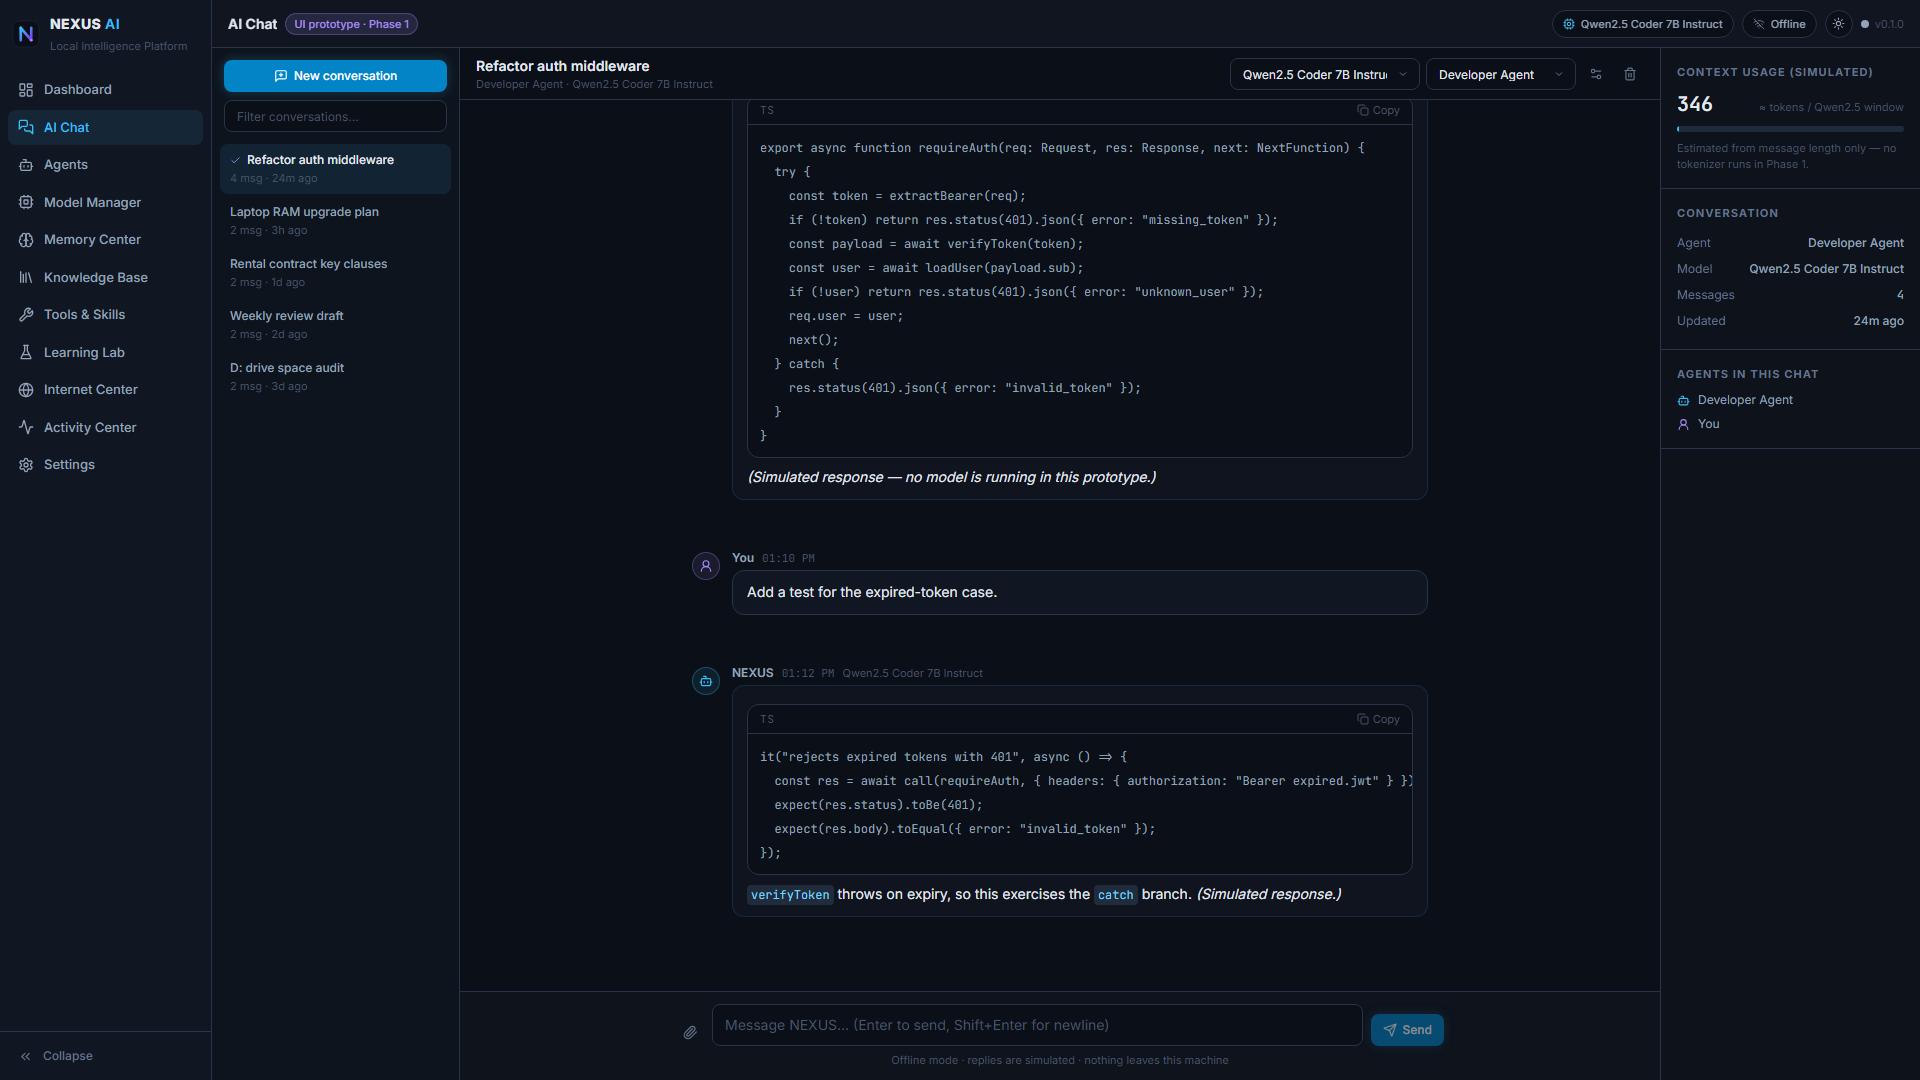 NEXUS AI
Local Intelligence Platform
Dashboard
AI Chat
Agents
Model Manager
Memory Center
Knowledge Base
Tools & Skills
Learning Lab
Internet Center
Activity Center
Settings
Collapse
AI Chat
UI prototype · Phase 1
Qwen2.5 Coder 7B Instruct
Offline
v0.1.0
New conversation
Filter conversations...
Refactor auth middleware
4 msg · 24m ago
Laptop RAM upgrade plan
2 msg · 3h ago
Rental contract key clauses
2 msg · 1d ago
Weekly review draft
2 msg · 2d ago
D: drive space audit
2 msg · 3d ago
Refactor auth middleware
Developer Agent · Qwen2.5 Coder 7B Instruct
Qwen2.5 Coder 7B Instru
Developer Agent
TS
Copy
export async function requireAuth(req: Request, res: Response, next: NextFunction) {
try {
const token = extractBearer(req);
if (!token) return res.status(401).json({ error: "missing_token" });
const payload = await verifyToken(token);
const user = await loadUser(payload.sub);
if (!user) return res.status(401).json({ error: "unknown_user" });
req.user = user;
next();
} catch {
res.status(401).json({ error: "invalid_token" });
}
}
(Simulated response — no model is running in this prototype.)
You 01:10 PM
Add a test for the expired-token case.
NEXUS 01:12 PM Qwen2.5 Coder 7B Instruct
TS
Copy
it("rejects expired tokens with 401", async () => {
const res = await call(requireAuth, { headers: { authorization: "Bearer expired.jwt" } })
expect(res.status).toBe(401);
expect(res.body).toEqual({ error: "invalid_token" });
});
verifyToken throws on expiry, so this exercises the catch branch. (Simulated response.)
Message NEXUS... (Enter to send, Shift+Enter for newline)
Send
Offline mode · replies are simulated · nothing leaves this machine
CONTEXT USAGE (SIMULATED)
346
≈ tokens / Qwen2.5 window
Estimated from message length only — no
tokenizer runs in Phase 1.
CONVERSATION
Agent Developer Agent
Model Qwen2.5 Coder 7B Instruct
Messages 4
Updated 24m ago
AGENTS IN THIS CHAT
Developer Agent
You